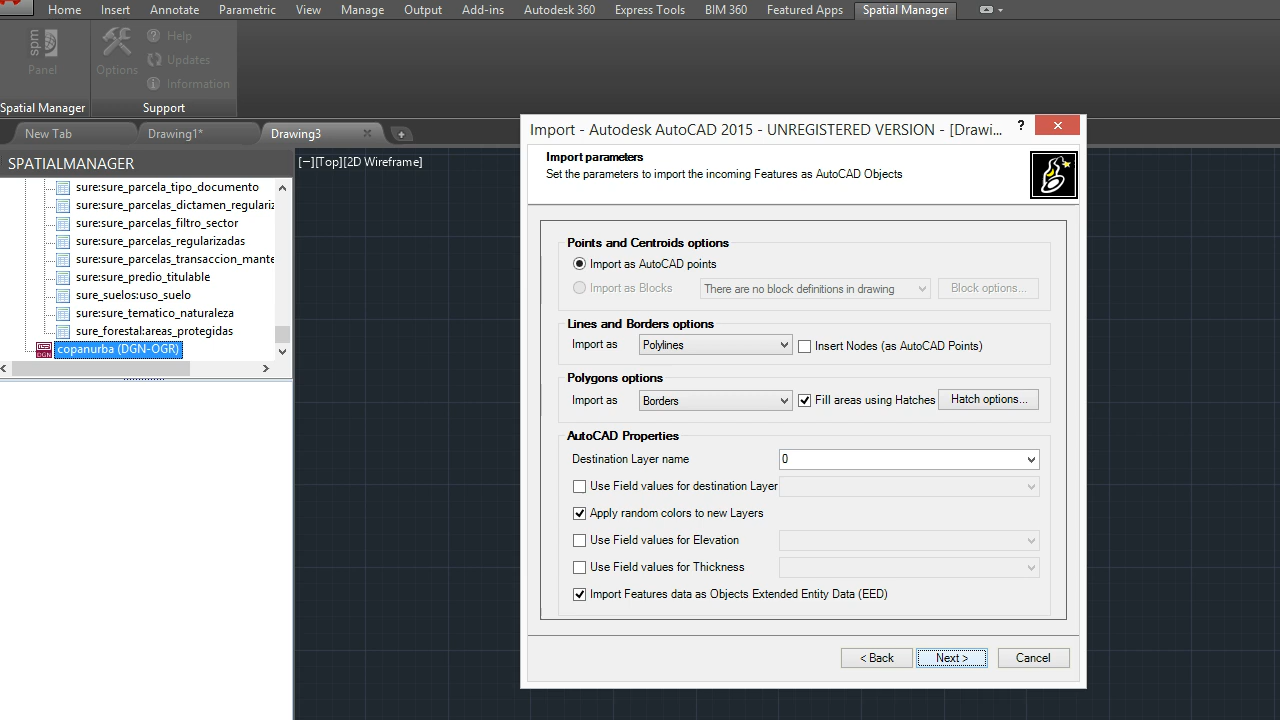 Home Insert Annotate Parametric View Manage Output Add-ins Autodesk 360 Express Tools BIM 360 Featured Apps Spatial Manager
spm
Panel
Options
Help
Updates
Information
Spatial Manager
Support
New Tab
Drawing1*
Drawing3
SPATIALMANAGER
[−][Top][2D Wireframe]
sure:sure_parcela_tipo_documento
sure:sure_parcelas_dictamen_regulariz
sure:sure_parcelas_filtro_sector
sure:sure_parcelas_regularizadas
sure:sure_parcelas_transaccion_mante
sure:sure_predio_titulable
sure_suelos:uso_suelo
sure:sure_tematico_naturaleza
sure_forestal:areas_protegidas
DGN
copanurba (DGN-OGR)
Import - Autodesk AutoCAD 2015 - UNREGISTERED VERSION - [Drawi...
?
Import parameters
Set the parameters to import the incoming Features as AutoCAD Objects
Points and Centroids options
Import as AutoCAD points
Import as Blocks There are no block definitions in drawing Block options...
Lines and Borders options
Import as Polylines Insert Nodes (as AutoCAD Points)
Polygons options
Import as Borders Fill areas using Hatches Hatch options...
AutoCAD Properties
Destination Layer name 0
Use Field values for destination Layer
Apply random colors to new Layers
Use Field values for Elevation
Use Field values for Thickness
Import Features data as Objects Extended Entity Data (EED)
< Back Next > Cancel